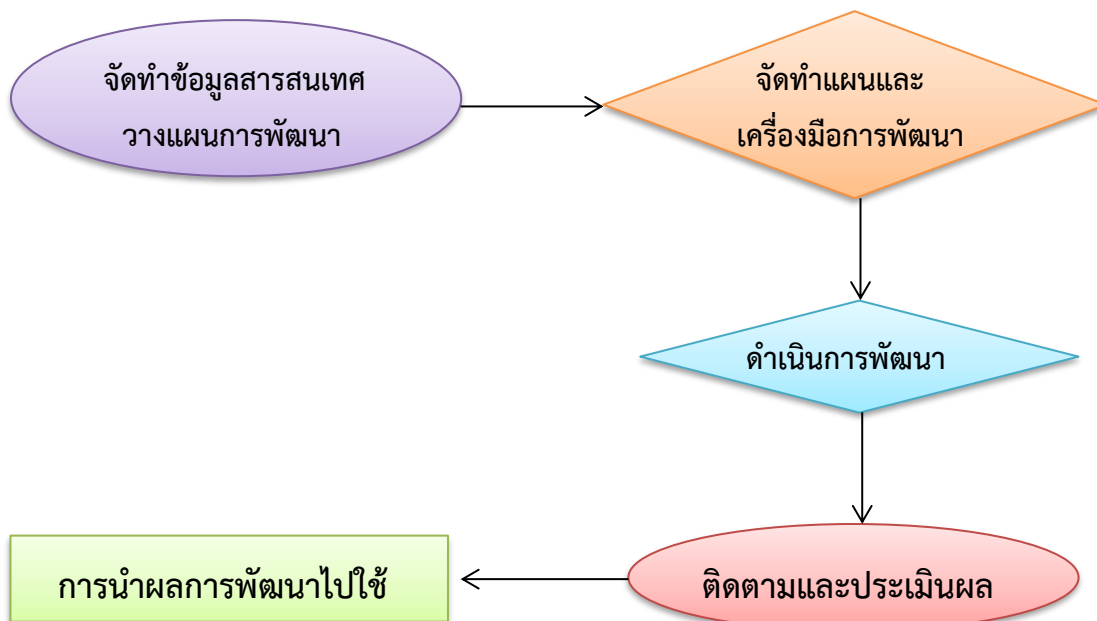 จัดทำข้อมูลสารสนเทศ
วางแผนการพัฒนา
จัดทำแผนและ
เครื่องมือการพัฒนา
ดำเนินการพัฒนา
ติดตามและประเมินผล
การนำผลการพัฒนาไปใช้